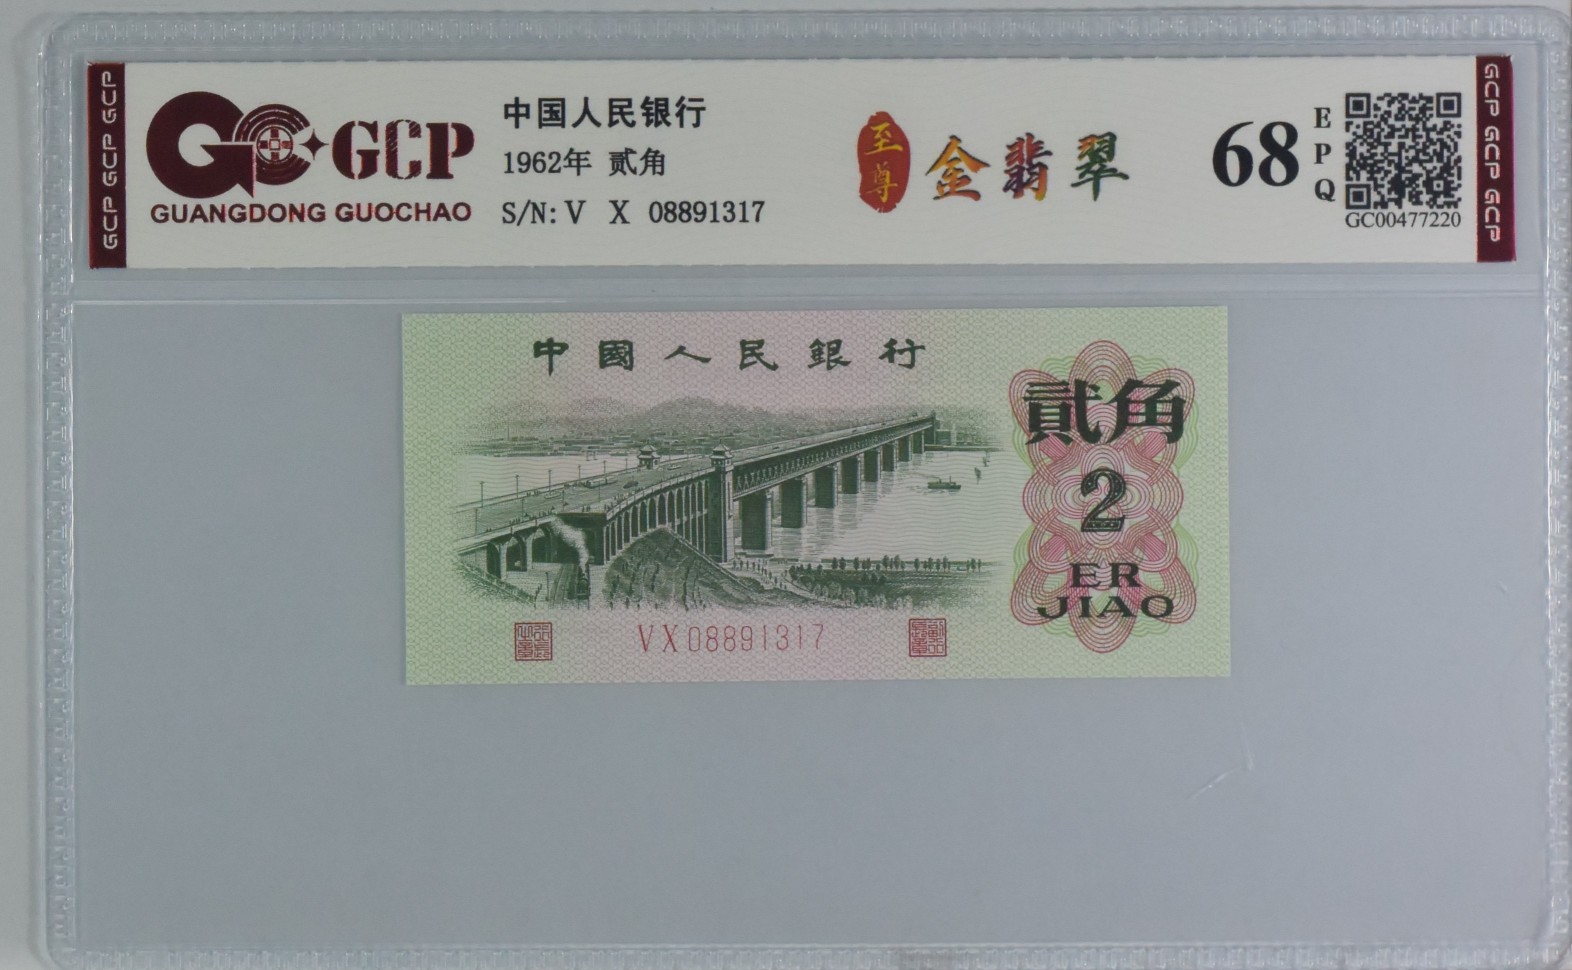 GCP GCP GCP
GCP
GUANGDONG GUOCHAO
中国人民银行
1962年 贰角
S/N: V X 08891317
至尊
金翡翠
68
EPQ
GC00477220
GCP GCP GCP
中國人民銀行
貳角
2
ER
JIAO
VX08891317